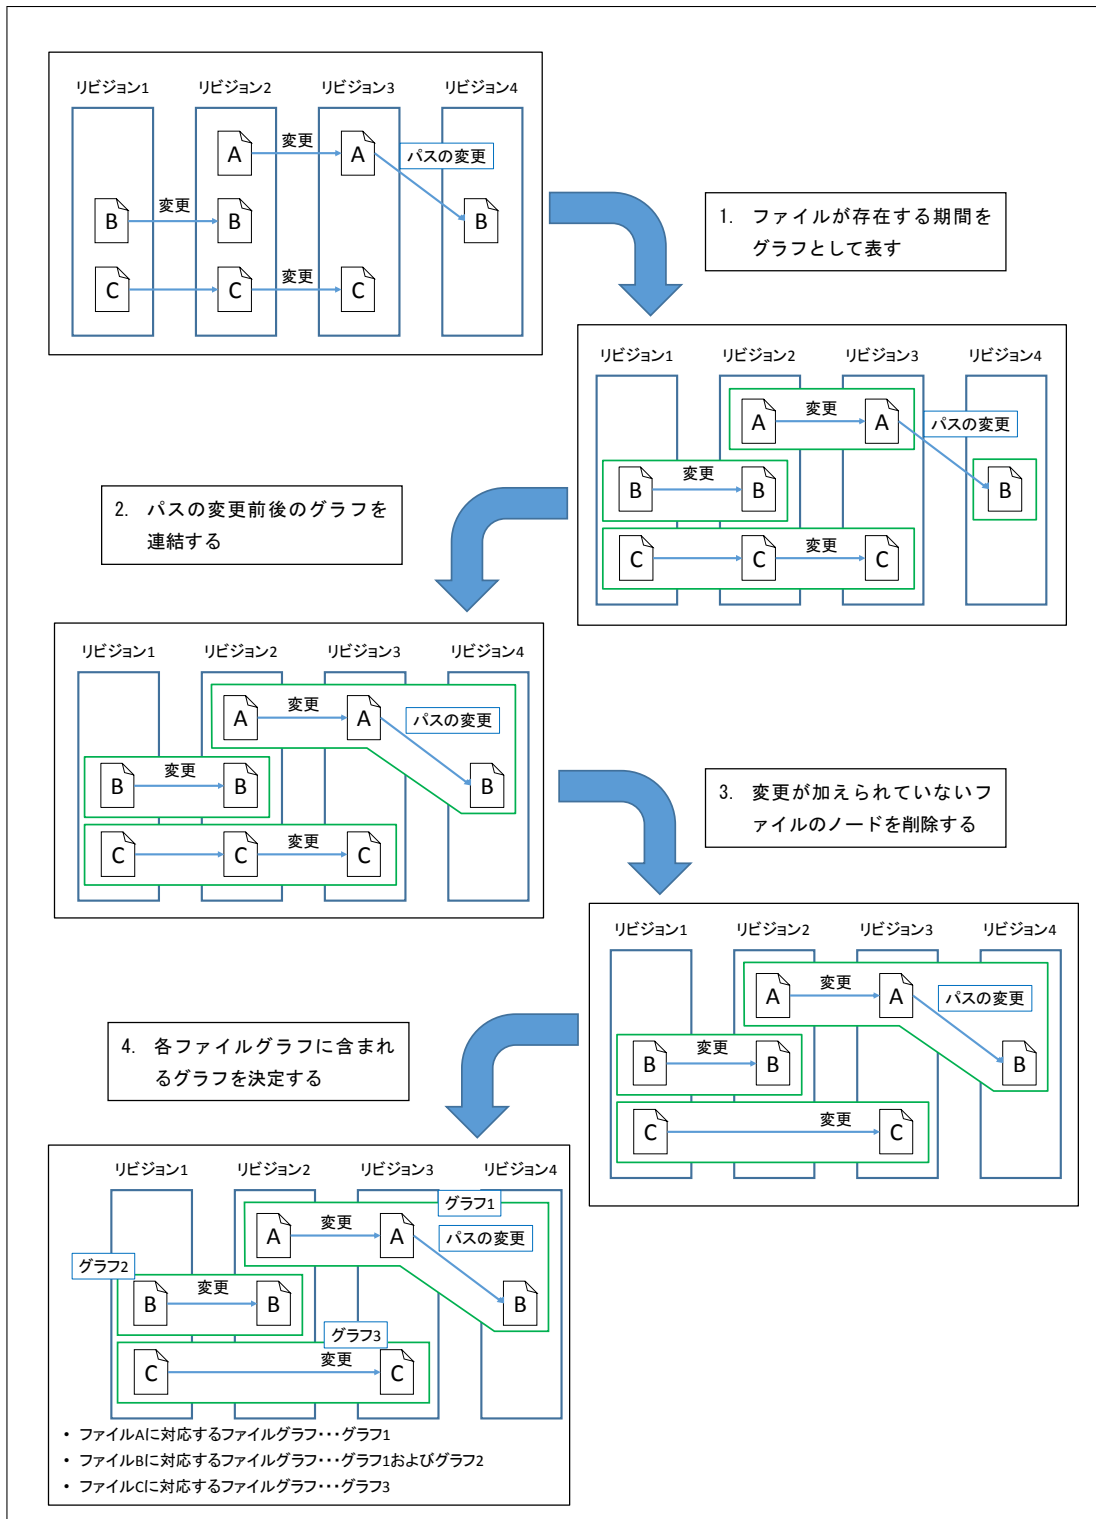 リビジョン1 リビジョン2 リビジョン3 リビジョン4
A 変更 A パスの変更
B 変更 B B
C C 変更 C
1. ファイルが存在する期間を
グラフとして表す
リビジョン1 リビジョン2 リビジョン3 リビジョン4
A 変更 A パスの変更
B 変更 B B
C C 変更 C
2. パスの変更前後のグラフを
連結する
リビジョン1 リビジョン2 リビジョン3 リビジョン4
A 変更 A パスの変更
B 変更 B B
C C 変更 C
3. 変更が加えられていないフ
ァイルのノードを削除する
リビジョン1 リビジョン2 リビジョン3 リビジョン4
A 変更 A パスの変更
B 変更 B B
C 変更 C
4. 各ファイルグラフに含まれ
るグラフを決定する
リビジョン1 リビジョン2 リビジョン3 リビジョン4
グラフ1
A 変更 A パスの変更
グラフ2
B 変更 B B
グラフ3
C 変更 C
• ファイルAに対応するファイルグラフ･･･グラフ1
• ファイルBに対応するファイルグラフ･･･グラフ1およびグラフ2
• ファイルCに対応するファイルグラフ･･･グラフ3